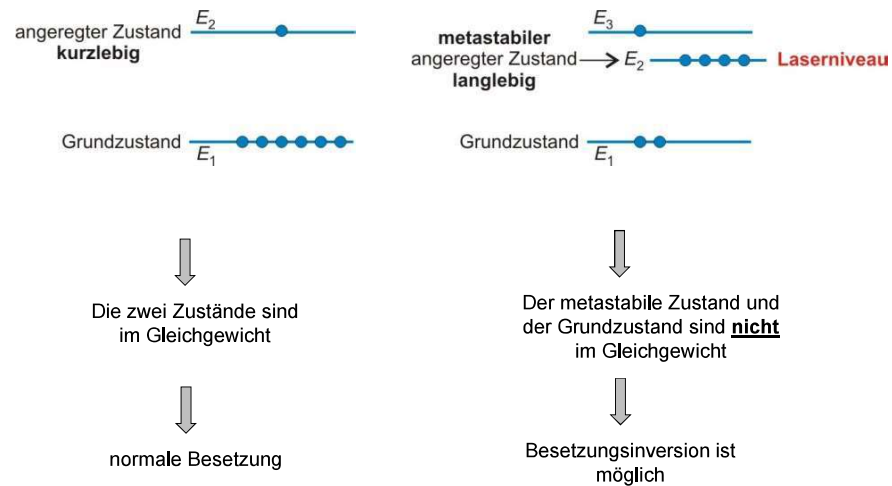 E2
angeregter Zustand
kurzlebig
Grundzustand
E1
Die zwei Zustände sind
im Gleichgewicht
normale Besetzung
E3
metastabiler
angeregter Zustand
E2
Laserniveau
langlebig
Grundzustand
E1
Der metastabile Zustand und
der Grundzustand sind nicht
im Gleichgewicht
Besetzungsinversion ist
möglich